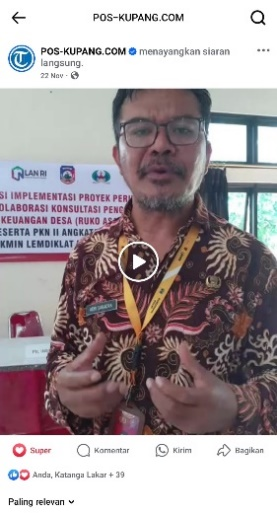 POS-KUPANG.COM
POS-KUPANG.COM menayangkan siaran
langsung.
22 Nov
LAN RI
SI IMPLEMENTASI PROYEK PER
OLABORASI KONSULTASI PENG
KEUANGAN DESA (RUKO AS
ESERTA PKN II ANGKAT
KMIN LEMDIKLAT
Super
Komentar
Kirim
Bagikan
Anda, Katanga Lakar + 39
Paling relevan